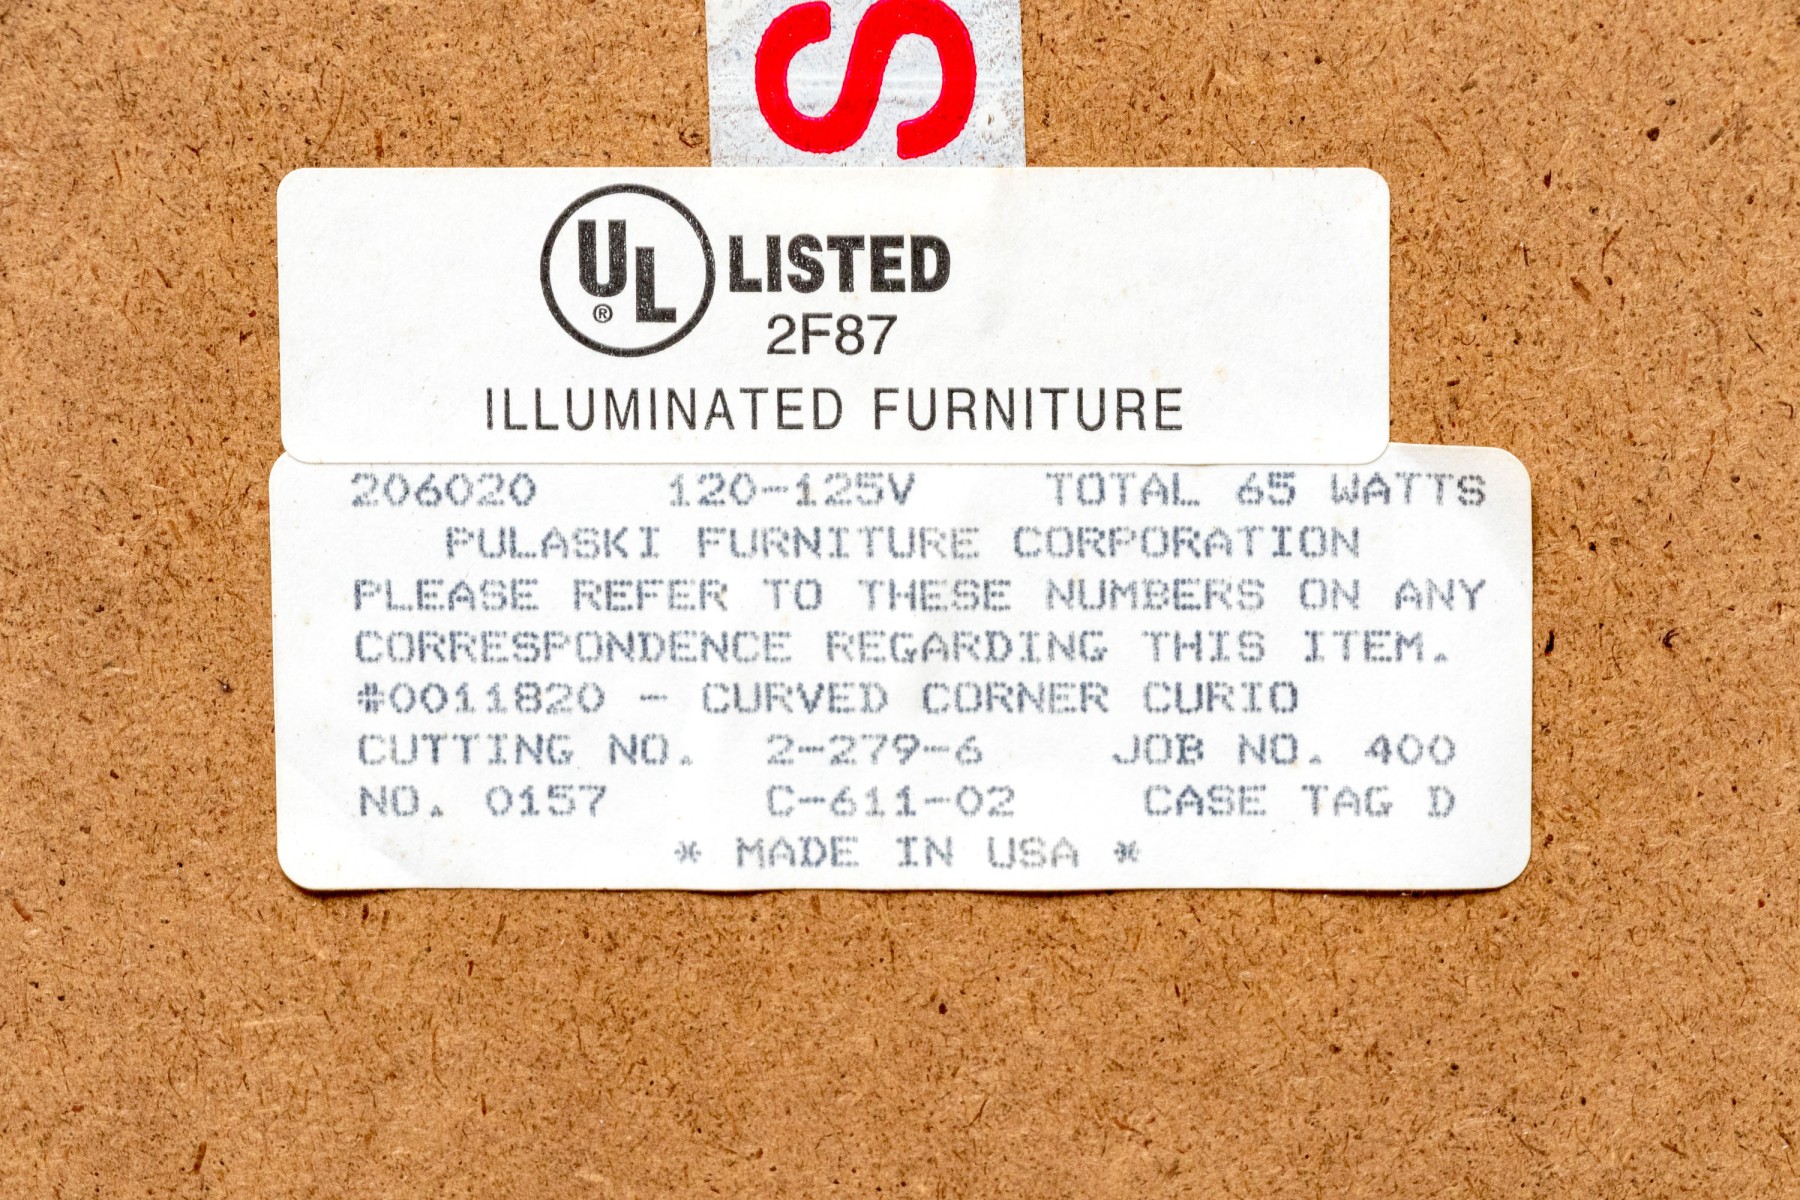 S
UL® LISTED
2F87
ILLUMINATED FURNITURE
206020 120-125V TOTAL 65 WATTS
PULASKI FURNITURE CORPORATION
PLEASE REFER TO THESE NUMBERS ON ANY
CORRESPONDENCE REGARDING THIS ITEM.
#0011820 - CURVED CORNER CURIO
CUTTING NO. 2-279-6 JOB NO. 400
NO. 0157 C-611-02 CASE TAG D
* MADE IN USA *